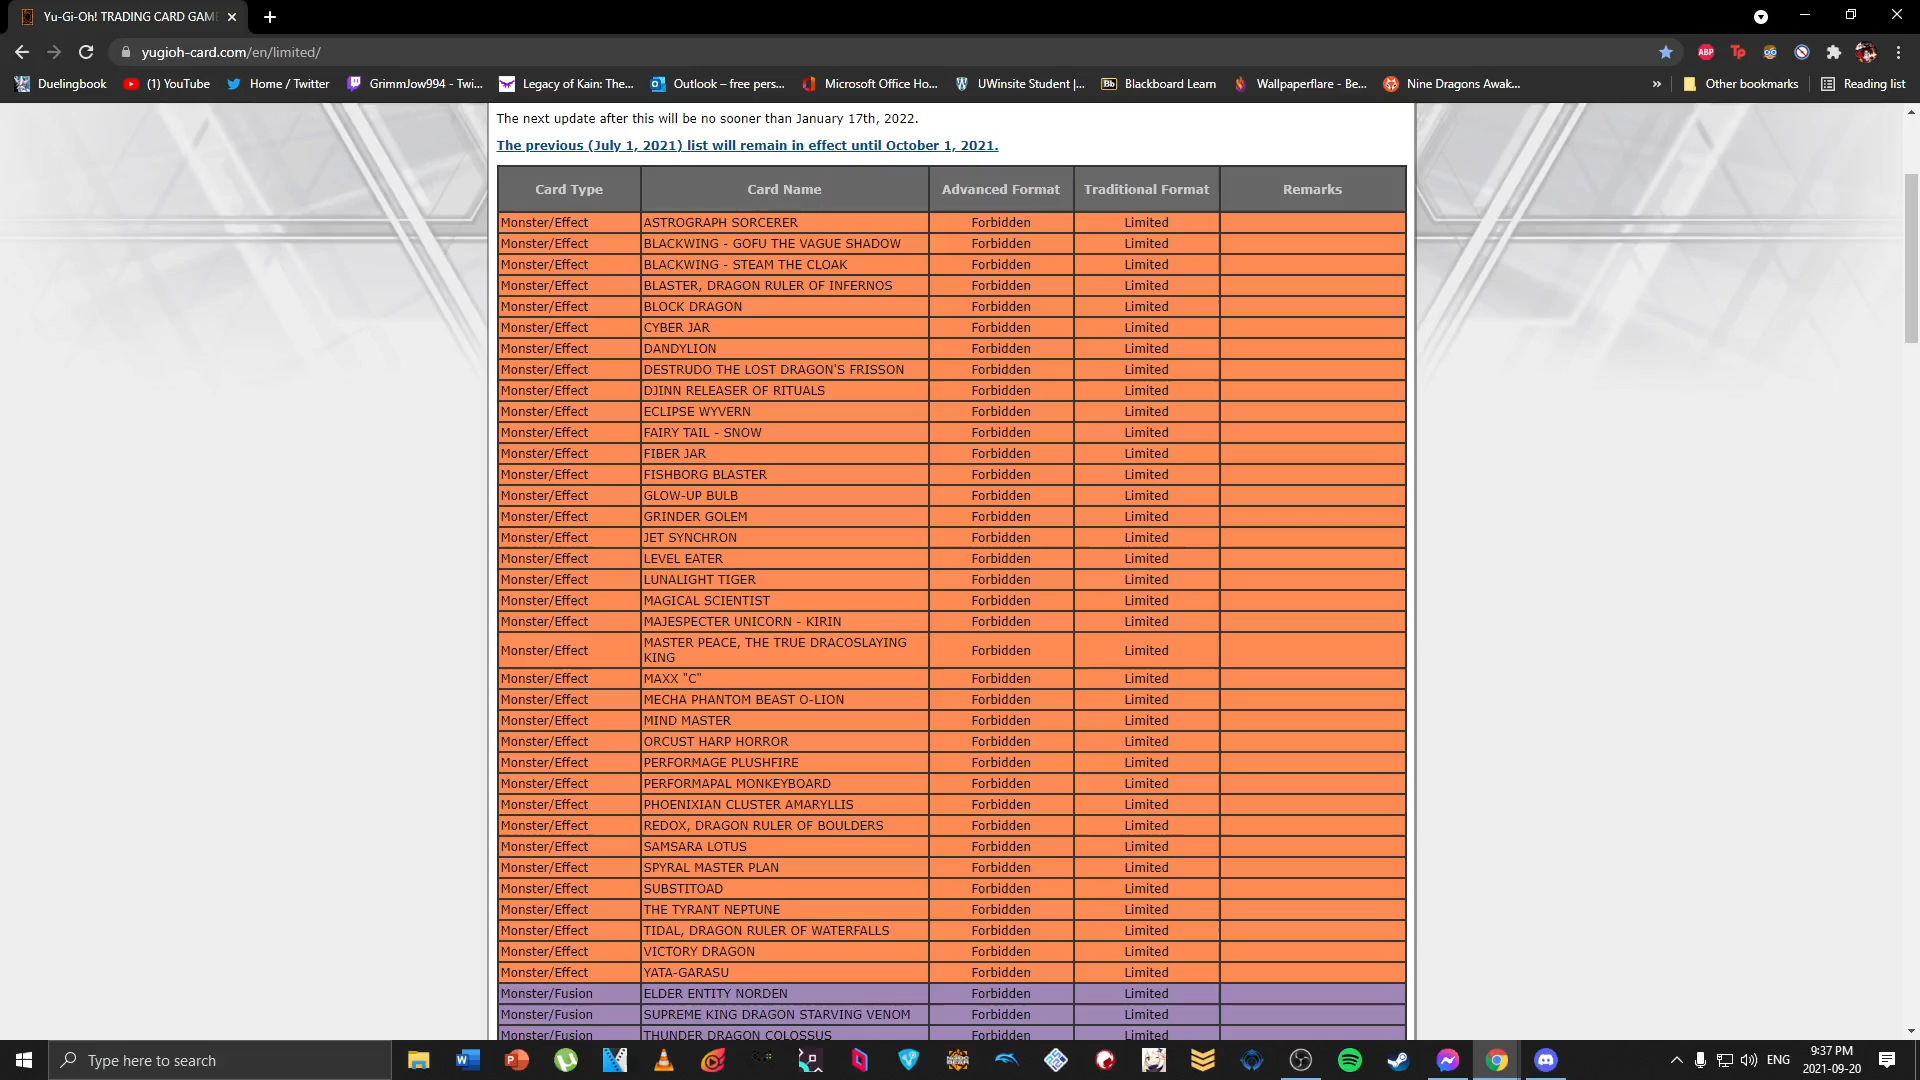 Yu-Gi-Oh! TRADING CARD GAM
yugioh-card.com/en/limited/
Duelingbook
(1) YouTube
Home / Twitter
GrimmJow994 - Twi...
Legacy of Kain: The...
Outlook – free pers...
Microsoft Office Ho...
UWinsite Student |...
Blackboard Learn
Wallpaperflare - Be...
Nine Dragons Awak...
»
Other bookmarks
Reading list
The next update after this will be no sooner than January 17th, 2022.
The previous (July 1, 2021) list will remain in effect until October 1, 2021.
Card Type Card Name Advanced Format Traditional Format Remarks
Monster/Effect ASTROGRAPH SORCERER Forbidden Limited
Monster/Effect BLACKWING - GOFU THE VAGUE SHADOW Forbidden Limited
Monster/Effect BLACKWING - STEAM THE CLOAK Forbidden Limited
Monster/Effect BLASTER, DRAGON RULER OF INFERNOS Forbidden Limited
Monster/Effect BLOCK DRAGON Forbidden Limited
Monster/Effect CYBER JAR Forbidden Limited
Monster/Effect DANDYLION Forbidden Limited
Monster/Effect DESTRUDO THE LOST DRAGON'S FRISSON Forbidden Limited
Monster/Effect DJINN RELEASER OF RITUALS Forbidden Limited
Monster/Effect ECLIPSE WYVERN Forbidden Limited
Monster/Effect FAIRY TAIL - SNOW Forbidden Limited
Monster/Effect FIBER JAR Forbidden Limited
Monster/Effect FISHBORG BLASTER Forbidden Limited
Monster/Effect GLOW-UP BULB Forbidden Limited
Monster/Effect GRINDER GOLEM Forbidden Limited
Monster/Effect JET SYNCHRON Forbidden Limited
Monster/Effect LEVEL EATER Forbidden Limited
Monster/Effect LUNALIGHT TIGER Forbidden Limited
Monster/Effect MAGICAL SCIENTIST Forbidden Limited
Monster/Effect MAJESPECTER UNICORN - KIRIN Forbidden Limited
Monster/Effect MASTER PEACE, THE TRUE DRACOSLAYING Forbidden Limited
KING
Monster/Effect MAXX "C" Forbidden Limited
Monster/Effect MECHA PHANTOM BEAST O-LION Forbidden Limited
Monster/Effect MIND MASTER Forbidden Limited
Monster/Effect ORCUST HARP HORROR Forbidden Limited
Monster/Effect PERFORMAGE PLUSHFIRE Forbidden Limited
Monster/Effect PERFORMAPAL MONKEYBOARD Forbidden Limited
Monster/Effect PHOENIXIAN CLUSTER AMARYLLIS Forbidden Limited
Monster/Effect REDOX, DRAGON RULER OF BOULDERS Forbidden Limited
Monster/Effect SAMSARA LOTUS Forbidden Limited
Monster/Effect SPYRAL MASTER PLAN Forbidden Limited
Monster/Effect SUBSTITOAD Forbidden Limited
Monster/Effect THE TYRANT NEPTUNE Forbidden Limited
Monster/Effect TIDAL, DRAGON RULER OF WATERFALLS Forbidden Limited
Monster/Effect VICTORY DRAGON Forbidden Limited
Monster/Effect YATA-GARASU Forbidden Limited
Monster/Fusion ELDER ENTITY NORDEN Forbidden Limited
Monster/Fusion SUPREME KING DRAGON STARVING VENOM Forbidden Limited
Monster/Fusion THUNDER DRAGON COLOSSUS Forbidden Limited
Type here to search
ENG
9:37 PM
2021-09-20